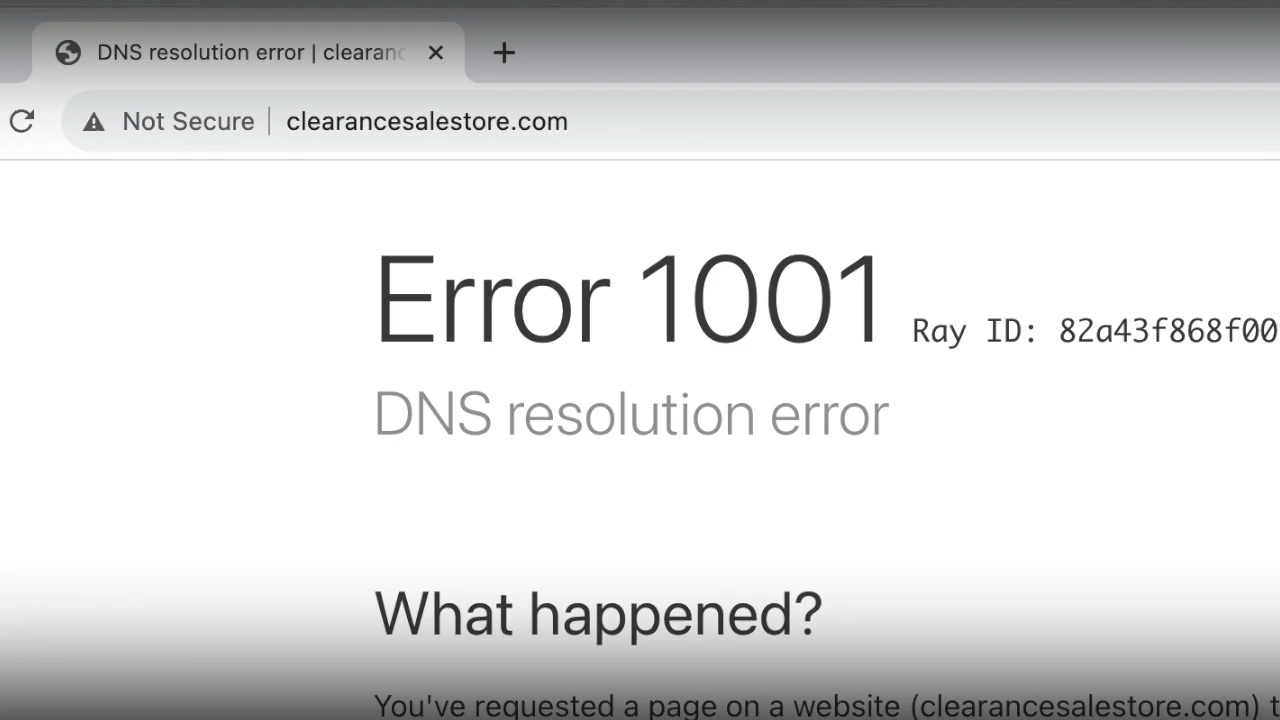 DNS resolution error | clearanc
Not Secure | clearancesalestore.com
Error 1001 Ray ID: 82a43f868f00
DNS resolution error
What happened?
You've requested a page on a website (clearancesalestore.com) t